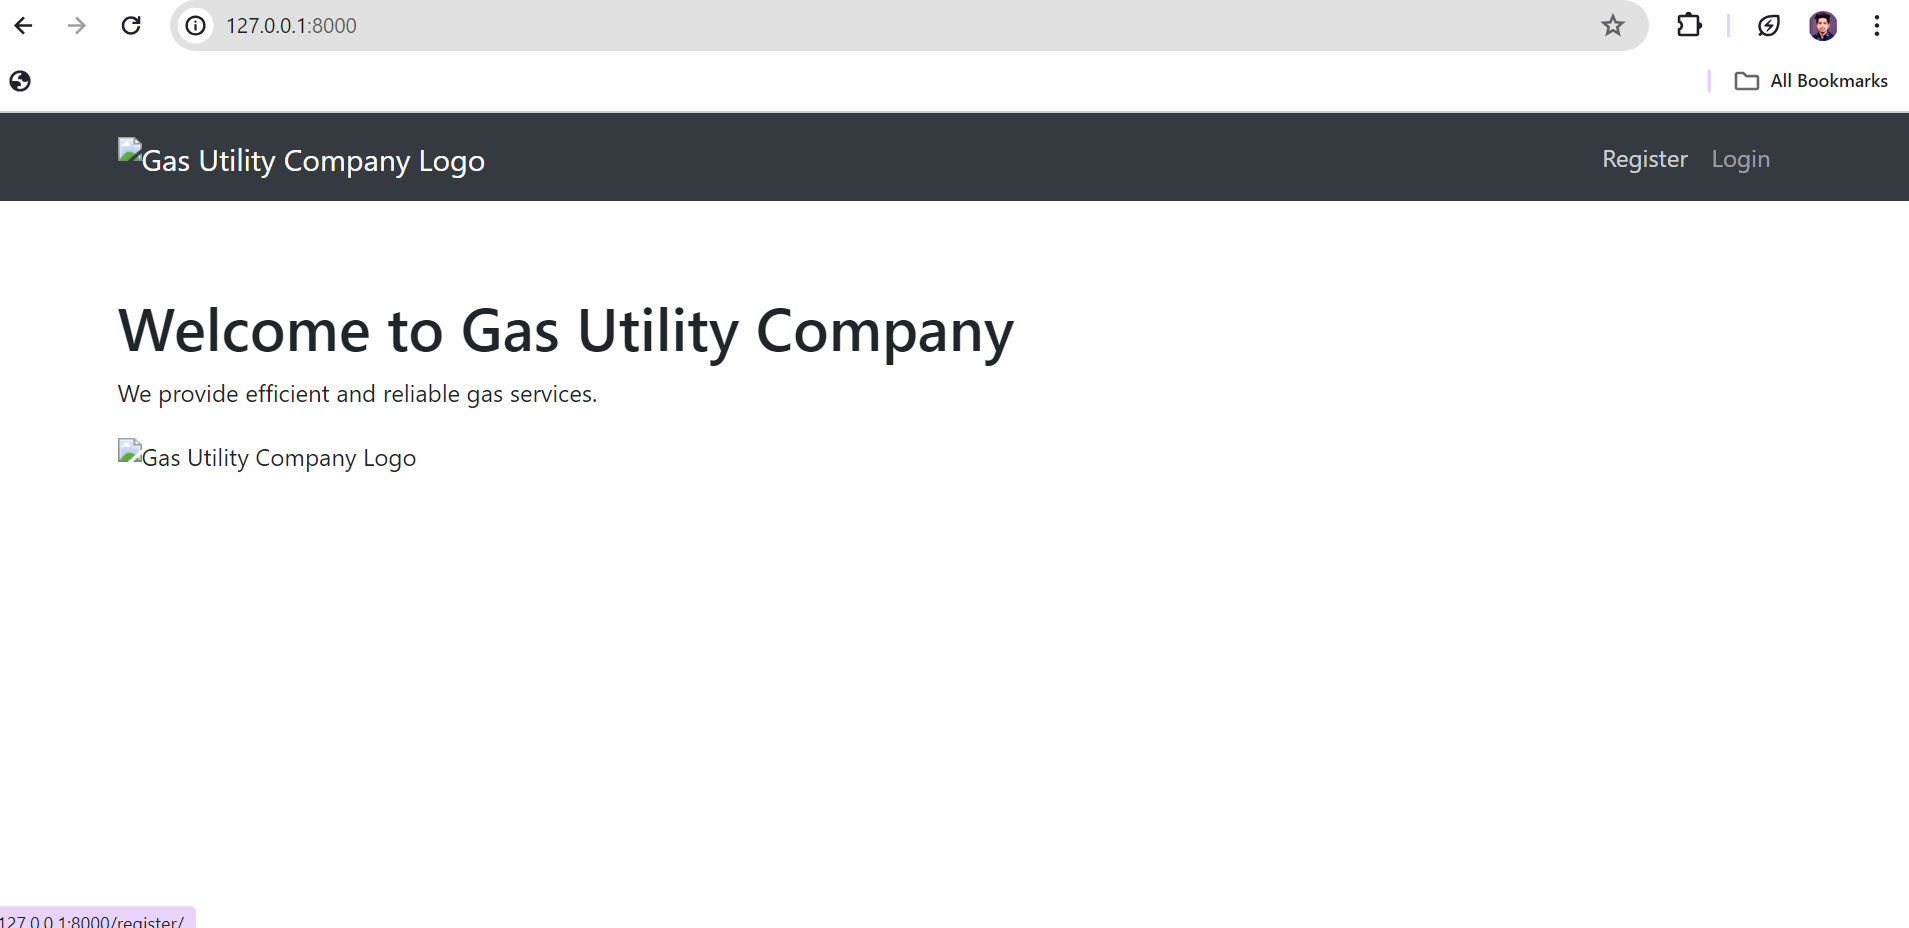 127.0.0.1:8000
All Bookmarks
Gas Utility Company Logo
Register Login
Welcome to Gas Utility Company
We provide efficient and reliable gas services.
Gas Utility Company Logo
127.0.0.1:8000/register/